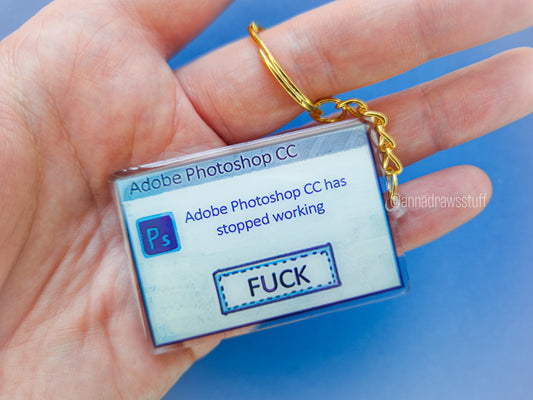 Adobe Photoshop CC
Adobe Photoshop CC has
stopped working
Ps
FUCK
@annadrawsstuff